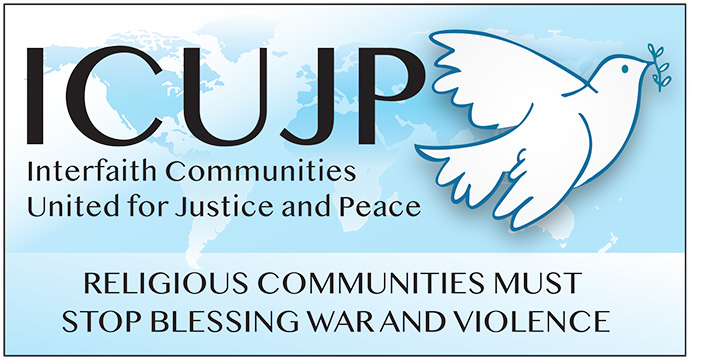 ICUJP
Interfaith Communities
United for Justice and Peace
RELIGIOUS COMMUNITIES MUST
STOP BLESSING WAR AND VIOLENCE